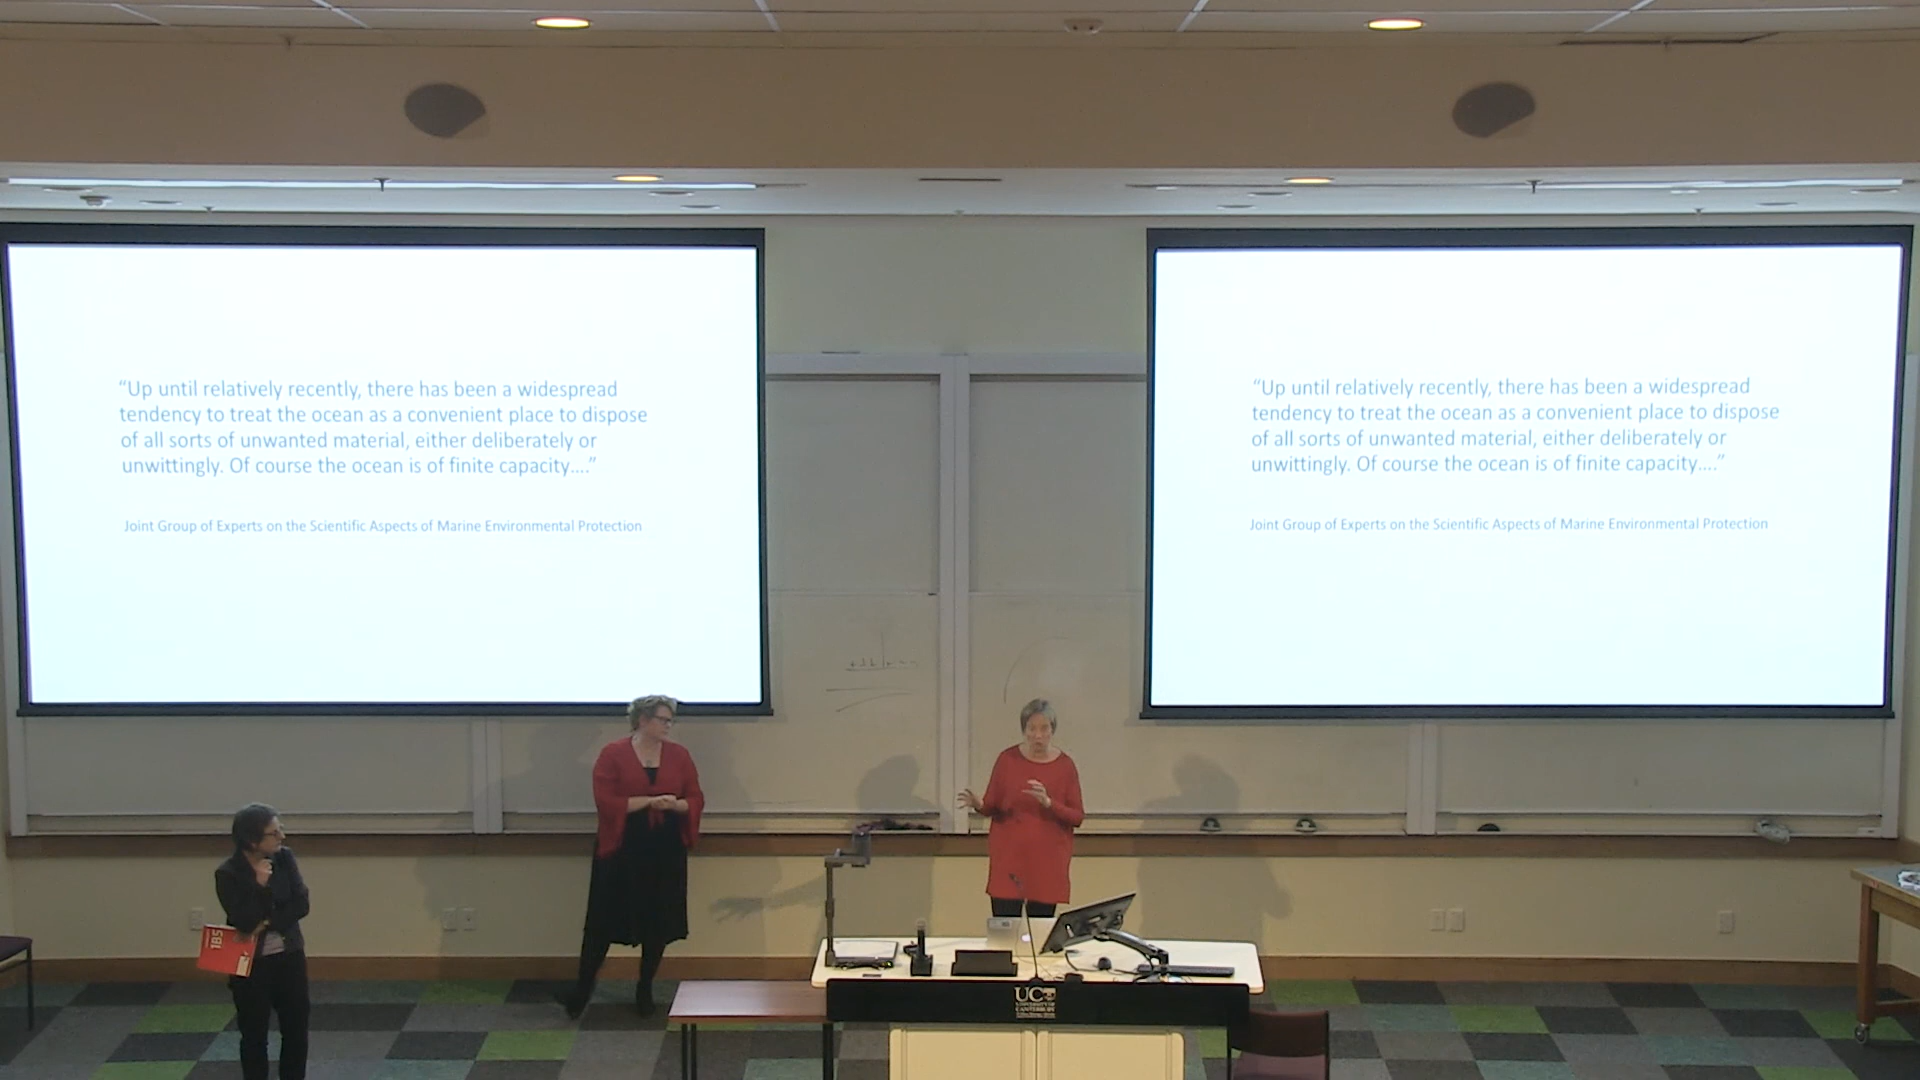 “Up until relatively recently, there has been a widespread
tendency to treat the ocean as a convenient place to dispose
of all sorts of unwanted material, either deliberately or
unwittingly. Of course the ocean is of finite capacity....”
Joint Group of Experts on the Scientific Aspects of Marine Environmental Protection
“Up until relatively recently, there has been a widespread
tendency to treat the ocean as a convenient place to dispose
of all sorts of unwanted material, either deliberately or
unwittingly. Of course the ocean is of finite capacity....”
Joint Group of Experts on the Scientific Aspects of Marine Environmental Protection
1B5
UC
UNIVERSITY OF
CANTERBURY